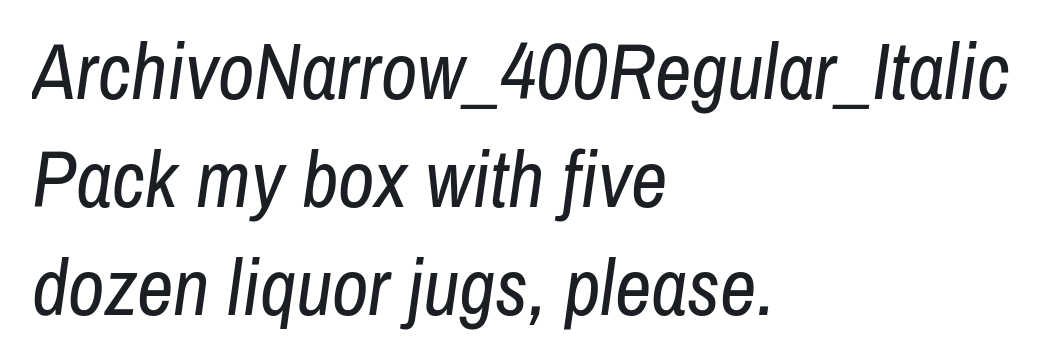 ArchivoNarrow_400Regular_Italic
Pack my box with five
dozen liquor jugs, please.